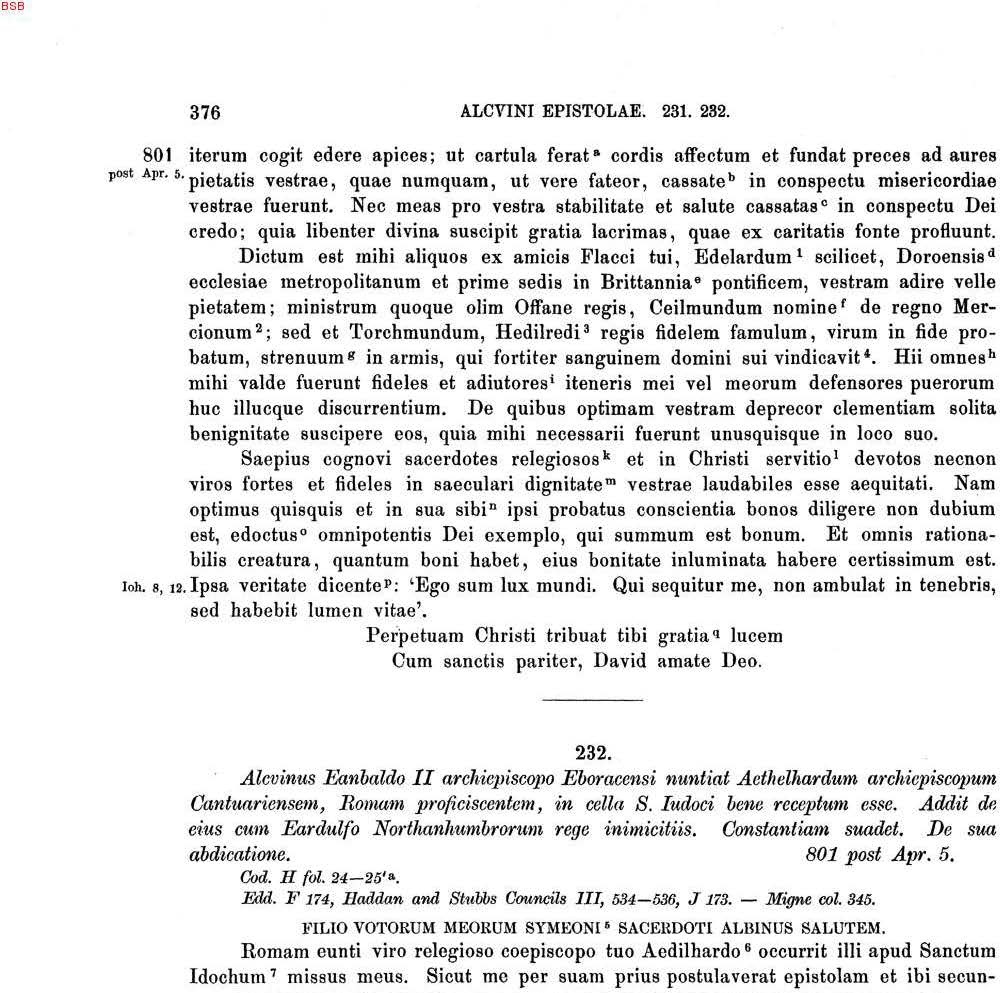 BSB
376 ALCVINI EPISTOLAE. 231. 232.
801 iterum cogit edere apices; ut cartula ferat a cordis affectum et fundat preces ad aures
post Apr. 5. pietatis vestrae, quae numquam, ut vere fateor, cassate b in conspectu misericordiae
vestrae fuerunt. Nec meas pro vestra stabilitate et salute cassatas c in conspectu Dei
credo; quia libenter divina suscipit gratia lacrimas, quae ex caritatis fonte profluunt.
Dictum est mihi aliquos ex amicis Flacci tui, Edelardum 1 scilicet, Doroensis d
ecclesiae metropolitanum et prime sedis in Brittannia e pontificem, vestram adire velle
pietatem; ministrum quoque olim Offane regis, Ceilmundum nomine f de regno Mer-
cionum 2; sed et Torchmundum, Hedilredi 3 regis fidelem famulum, virum in fide pro-
batum, strenuum g in armis, qui fortiter sanguinem domini sui vindicavit 4. Hii omnes h
mihi valde fuerunt fideles et adiutores i iteneris mei vel meorum defensores puerorum
huc illucque discurrentium. De quibus optimam vestram deprecor clementiam solita
benignitate suscipere eos, quia mihi necessarii fuerunt unusquisque in loco suo.
Saepius cognovi sacerdotes relegiosos k et in Christi servitio l devotos necnon
viros fortes et fideles in saeculari dignitate m vestrae laudabiles esse aequitati. Nam
optimus quisquis et in sua sibi n ipsi probatus conscientia bonos diligere non dubium
est, edoctus o omnipotentis Dei exemplo, qui summum est bonum. Et omnis rationa-
bilis creatura, quantum boni habet, eius bonitate inluminata habere certissimum est.
Ioh. 8, 12. Ipsa veritate dicente p: ‘Ego sum lux mundi. Qui sequitur me, non ambulat in tenebris,
sed habebit lumen vitae’.
Perpetuam Christi tribuat tibi gratia q lucem
Cum sanctis pariter, David amate Deo.
232.
Alcvinus Eanbaldo II archiepiscopo Eboracensi nuntiat Aethelhardum archiepiscopum
Cantuariensem, Romam proficiscentem, in cella S. Iudoci bene receptum esse. Addit de
eius cum Eardulfo Northanhumbrorum rege inimicitiis. Constantiam suadet. De sua
abdicatione. 801 post Apr. 5.
Cod. H fol. 24—25' a.
Edd. F 174, Haddan and Stubbs Councils III, 534—536, J 173. — Migne col. 345.
FILIO VOTORUM MEORUM SYMEONI 5 SACERDOTI ALBINUS SALUTEM.
Romam eunti viro relegioso coepiscopo tuo Aedilhardo 6 occurrit illi apud Sanctum
Idochum 7 missus meus. Sicut me per suam prius postulaverat epistolam et ibi secun-